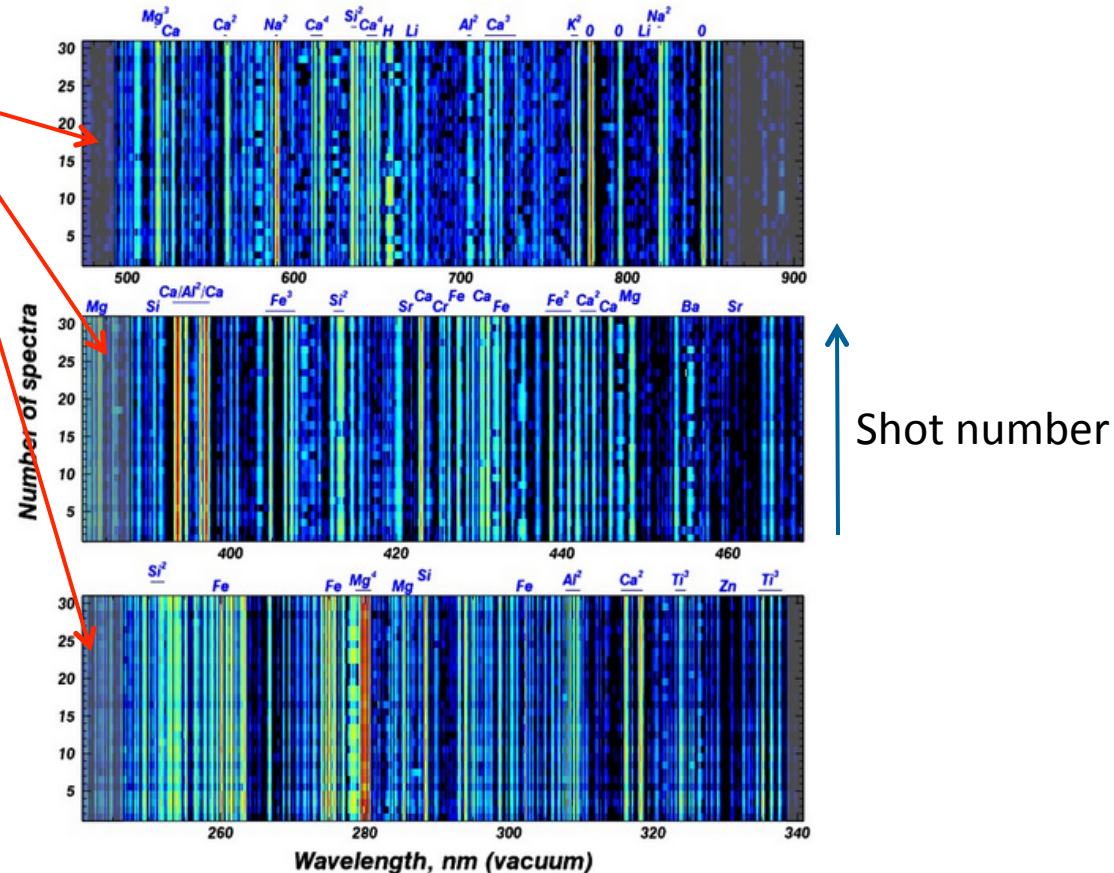 Mg³ Ca Ca² Na² Ca⁴ Si² Ca⁴ H Li Al² Ca³ K² O O Li Na² O
30
25
20
15
10
5
500 600 700 800 900
Mg Si Ca/Al²/Ca Fe³ Si² Sr Ca Cr Fe Ca Fe Fe² Ca² Ca Mg Ba Sr
30
25
20
15
10
5
400 420 440 460
Number of spectra
Shot number
Si² Fe Fe Mg⁴ Mg Si Fe Al² Ca² Ti³ Zn Ti³
30
25
20
15
10
5
260 280 300 320 340
Wavelength, nm (vacuum)